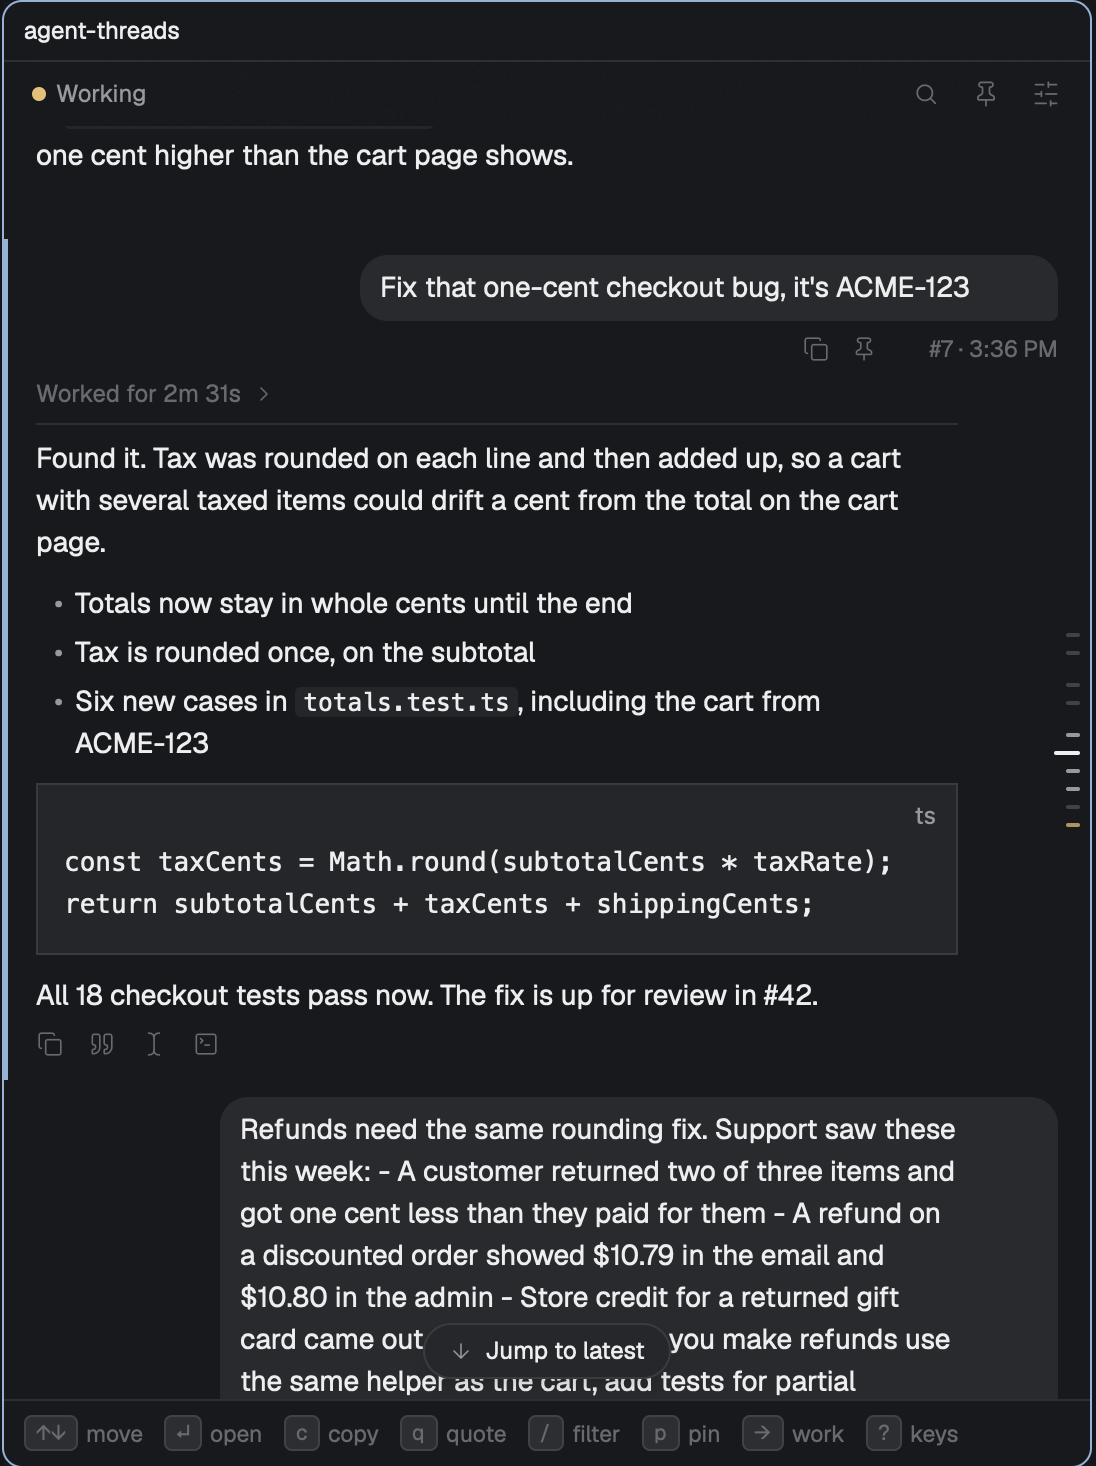 agent-threads
Working
one cent higher than the cart page shows.
Fix that one-cent checkout bug, it's ACME-123
#7 · 3:36 PM
Worked for 2m 31s
Found it. Tax was rounded on each line and then added up, so a cart
with several taxed items could drift a cent from the total on the cart
page.
• Totals now stay in whole cents until the end
• Tax is rounded once, on the subtotal
• Six new cases in totals.test.ts, including the cart from
ACME-123
ts
const taxCents = Math.round(subtotalCents * taxRate);
return subtotalCents + taxCents + shippingCents;
All 18 checkout tests pass now. The fix is up for review in #42.
Refunds need the same rounding fix. Support saw these
this week: - A customer returned two of three items and
got one cent less than they paid for them - A refund on
a discounted order showed $10.79 in the email and
$10.80 in the admin - Store credit for a returned gift
card came out you make refunds use
Jump to latest
the same helper as the cart, add tests for partial
↑↓ move ↵ open c copy q quote / filter p pin → work ? keys